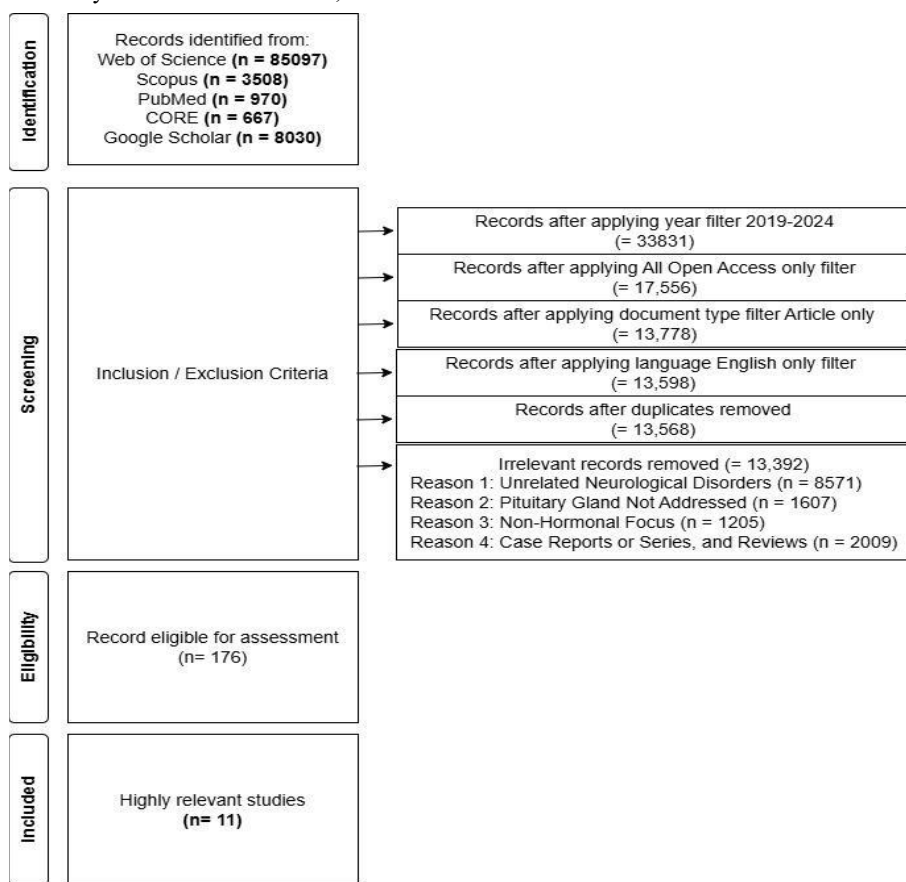 Identification
Records identified from:
Web of Science (n = 85097)
Scopus (n = 3508)
PubMed (n = 970)
CORE (n = 667)
Google Scholar (n = 8030)
Screening
Inclusion / Exclusion Criteria
Records after applying year filter 2019-2024
(= 33831)
Records after applying All Open Access only filter
(= 17,556)
Records after applying document type filter Article only
(= 13,778)
Records after applying language English only filter
(= 13,598)
Records after duplicates removed
(= 13,568)
Irrelevant records removed (= 13,392)
Reason 1: Unrelated Neurological Disorders (n = 8571)
Reason 2: Pituitary Gland Not Addressed (n = 1607)
Reason 3: Non-Hormonal Focus (n = 1205)
Reason 4: Case Reports or Series, and Reviews (n = 2009)
Eligibility
Record eligible for assessment
(n= 176)
Included
Highly relevant studies
(n= 11)